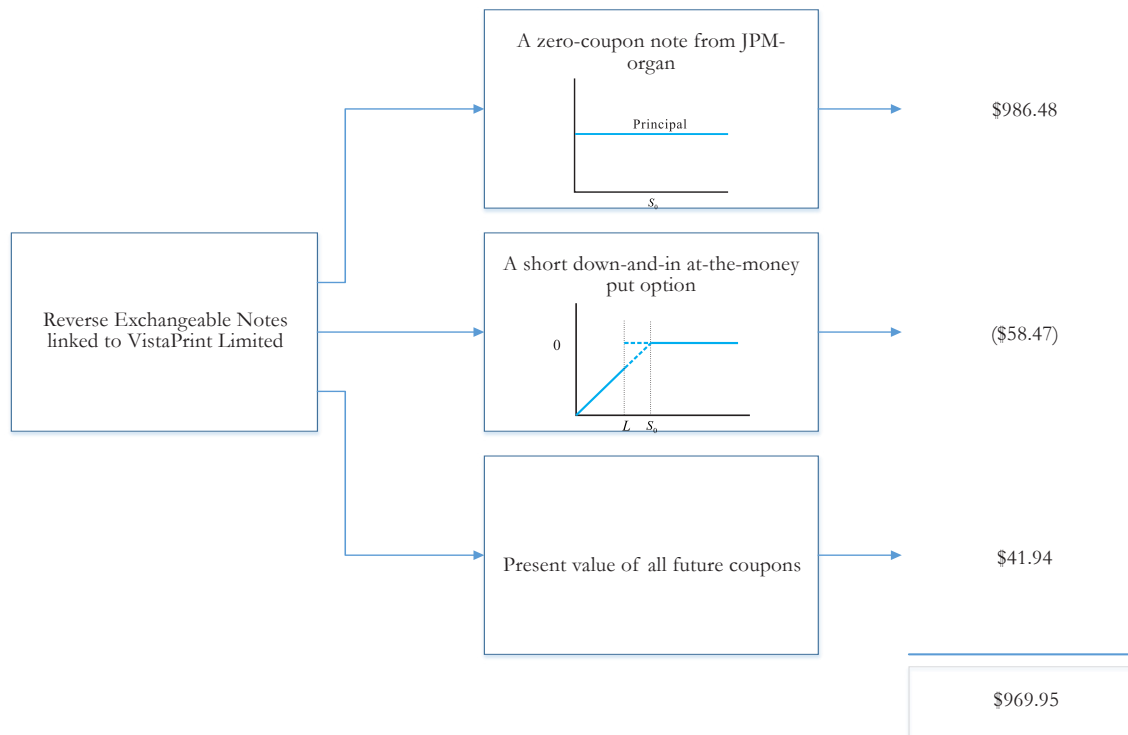 A zero-coupon note from JPM-
organ
Principal
S₀
$986.48
Reverse Exchangeable Notes
linked to VistaPrint Limited
A short down-and-in at-the-money
put option
0
L
S₀
($58.47)
Present value of all future coupons
$41.94
$969.95